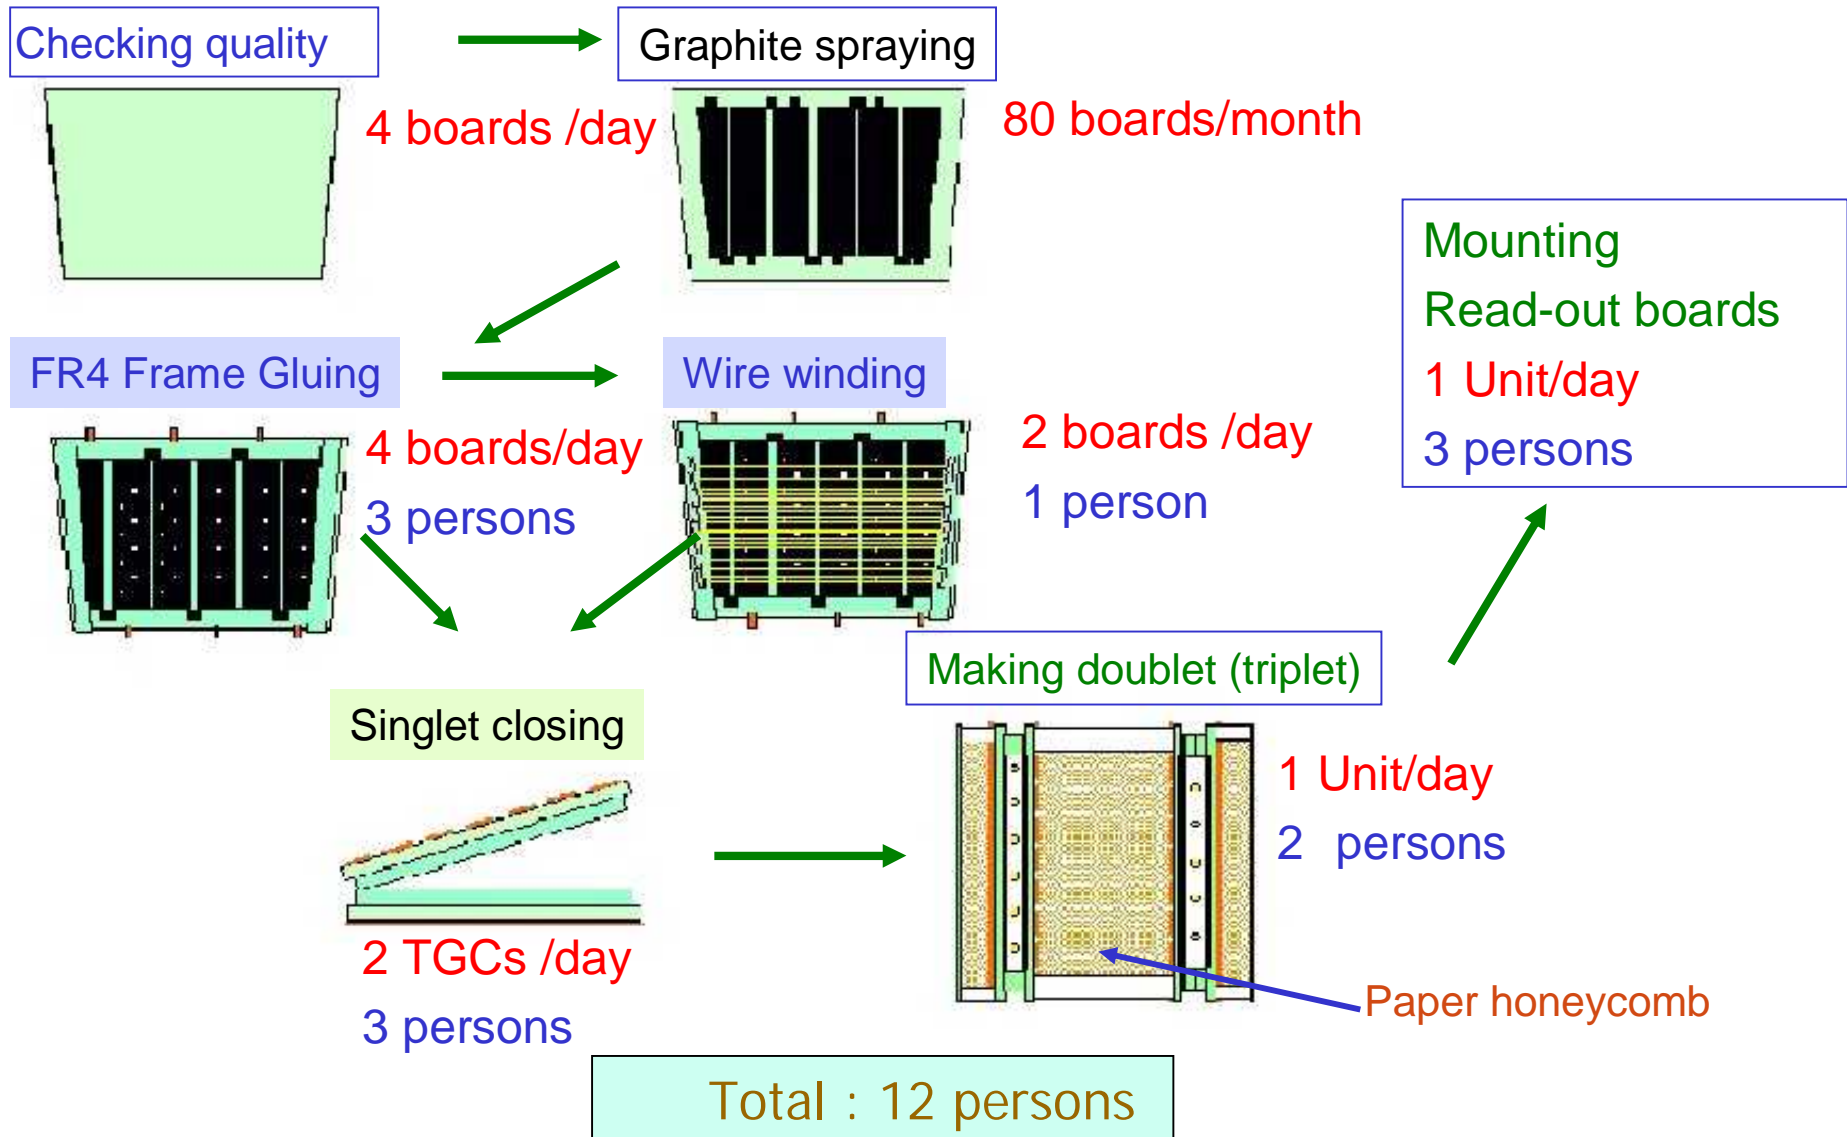 Checking quality
4 boards /day
Graphite spraying
80 boards/month
FR4 Frame Gluing
4 boards/day
3 persons
Wire winding
2 boards /day
1 person
Singlet closing
2 TGCs /day
3 persons
Making doublet (triplet)
1 Unit/day
2 persons
Paper honeycomb
Mounting
Read-out boards
1 Unit/day
3 persons
Total : 12 persons